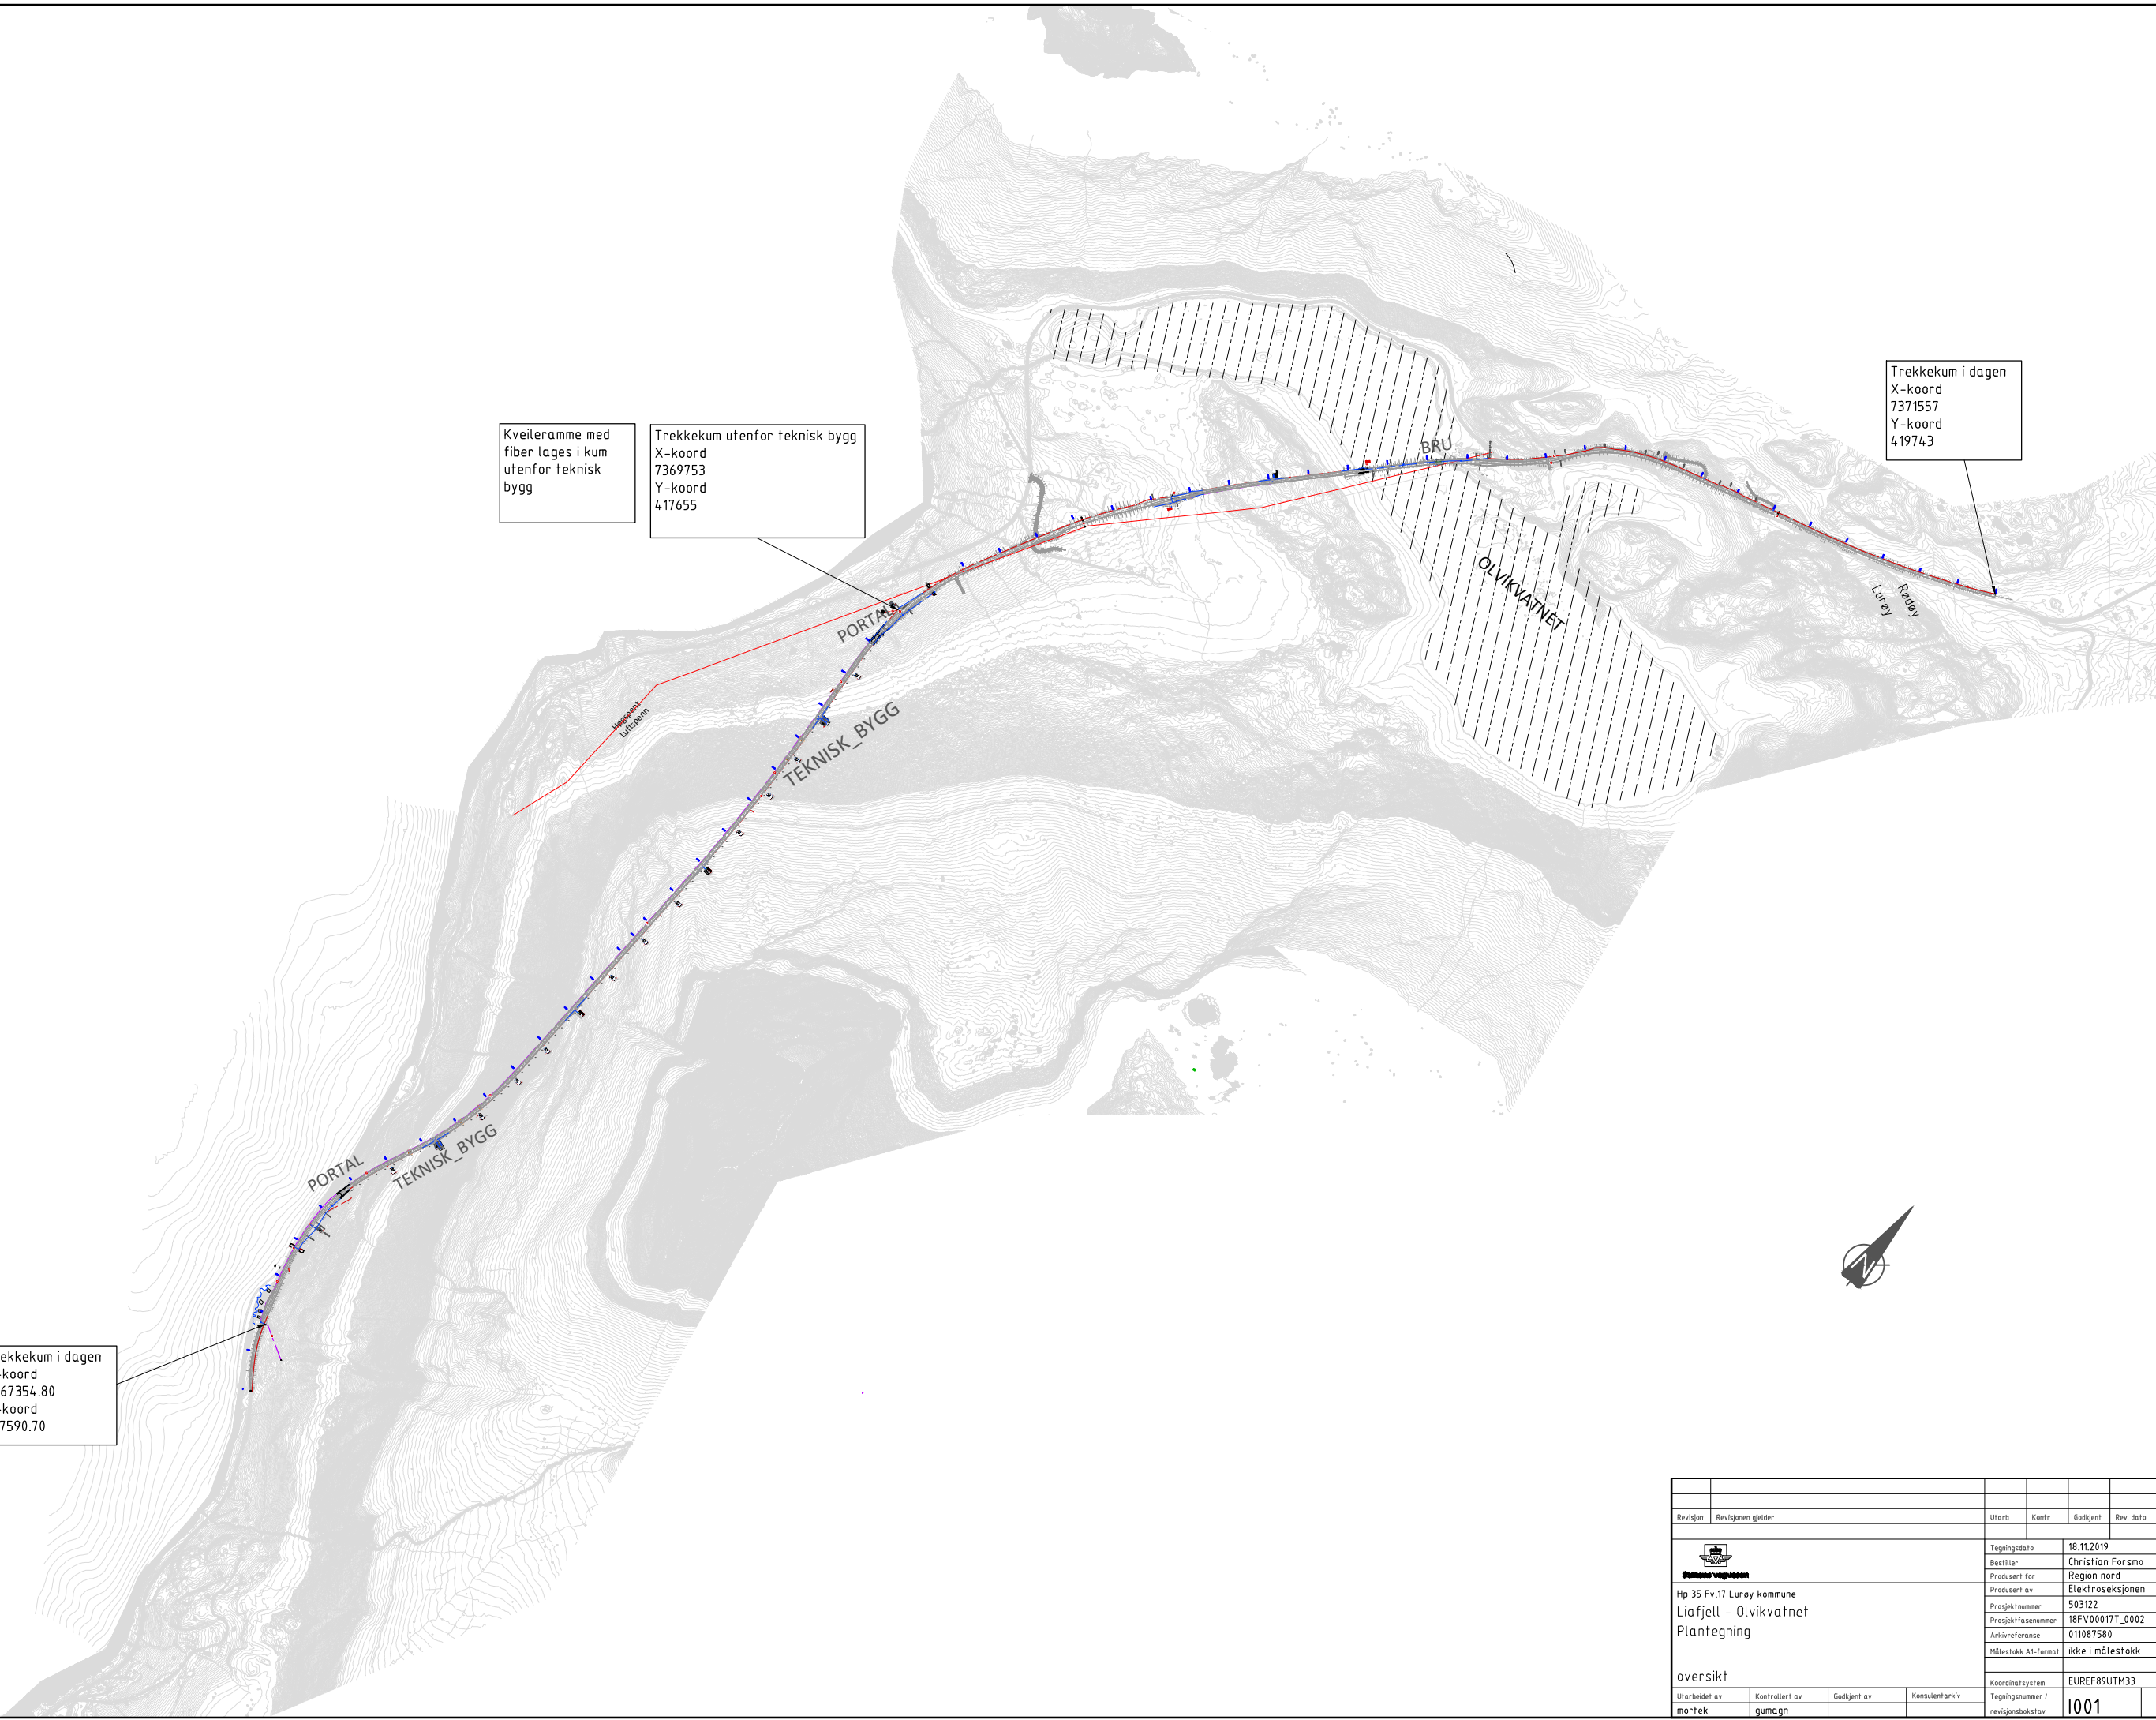 Kveileramme med
fiber lages i kum
utenfor teknisk
bygg
Trekkekum utenfor teknisk bygg
X-koord
7369753
Y-koord
417655
Trekkekum i dagen
X-koord
7371557
Y-koord
419743
BRU
OLVIKVATNET
Rødøy
Lurøy
PORTAL
Høgspent
Luftspenn
TEKNISK_BYGG
PORTAL
TEKNISK_BYGG
ekkekum i dagen
-koord
67354.80
-koord
7590.70
N
Revisjon Revisjonen gjelder Utarb Kontr Godkjent Rev. dato
Statens vegvesen
Hp 35 Fv.17 Lurøy kommune
Liafjell - Olvikvatnet
Plantegning
oversikt
Tegningsdato 18.11.2019
Bestiller Christian Forsmo
Produsert for Region nord
Produsert av Elektroseksjonen
Prosjektnummer 503122
Prosjektfasenummer 18FV00017T_0002
Arkivreferanse 011087580
Målestokk A1-format ikke i målestokk
Koordinatsystem EUREF89UTM33
Utarbeidet av Kontrollert av Godkjent av Konsulentarkiv
mortek gumagn
Tegningsnummer /
revisjonsbokstav I001